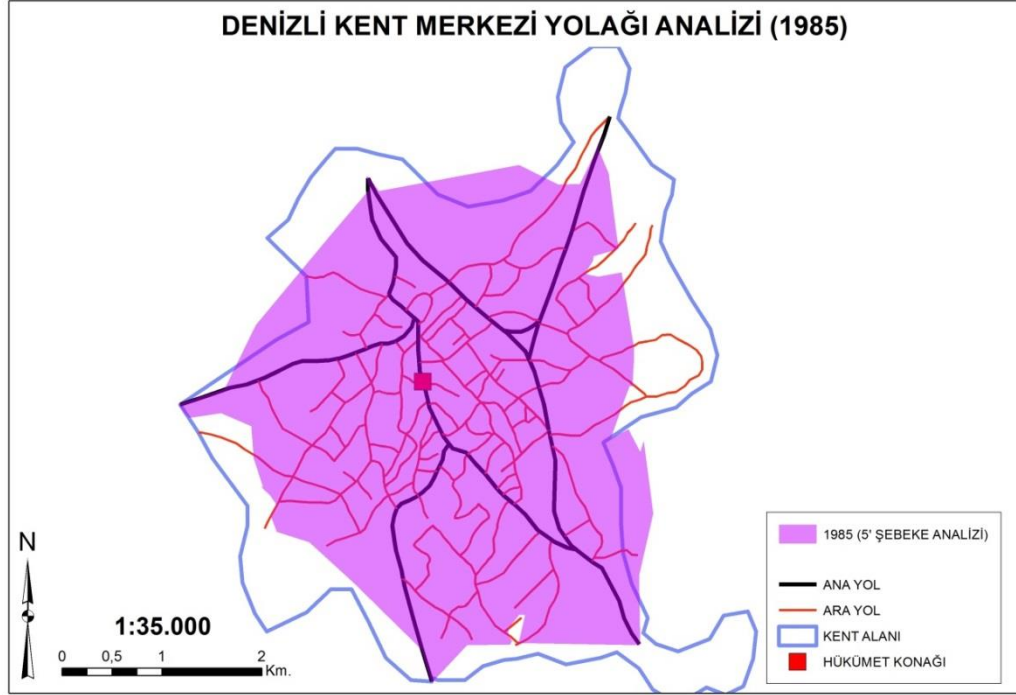 DENİZLİ KENT MERKEZİ YOLAĞI ANALİZİ (1985)
N
1:35.000
0 0,5 1 2
Km.
1985 (5' ŞEBEKE ANALİZİ)
ANA YOL
ARA YOL
KENT ALANI
HÜKÜMET KONAĞI